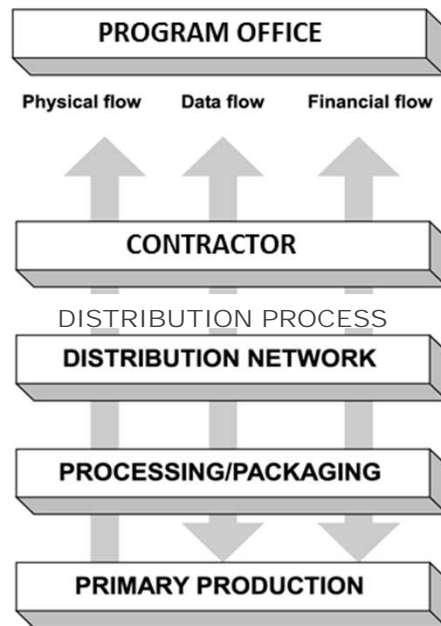 PROGRAM OFFICE
Physical flow Data flow Financial flow
CONTRACTOR
DISTRIBUTION PROCESS
DISTRIBUTION NETWORK
PROCESSING/PACKAGING
PRIMARY PRODUCTION